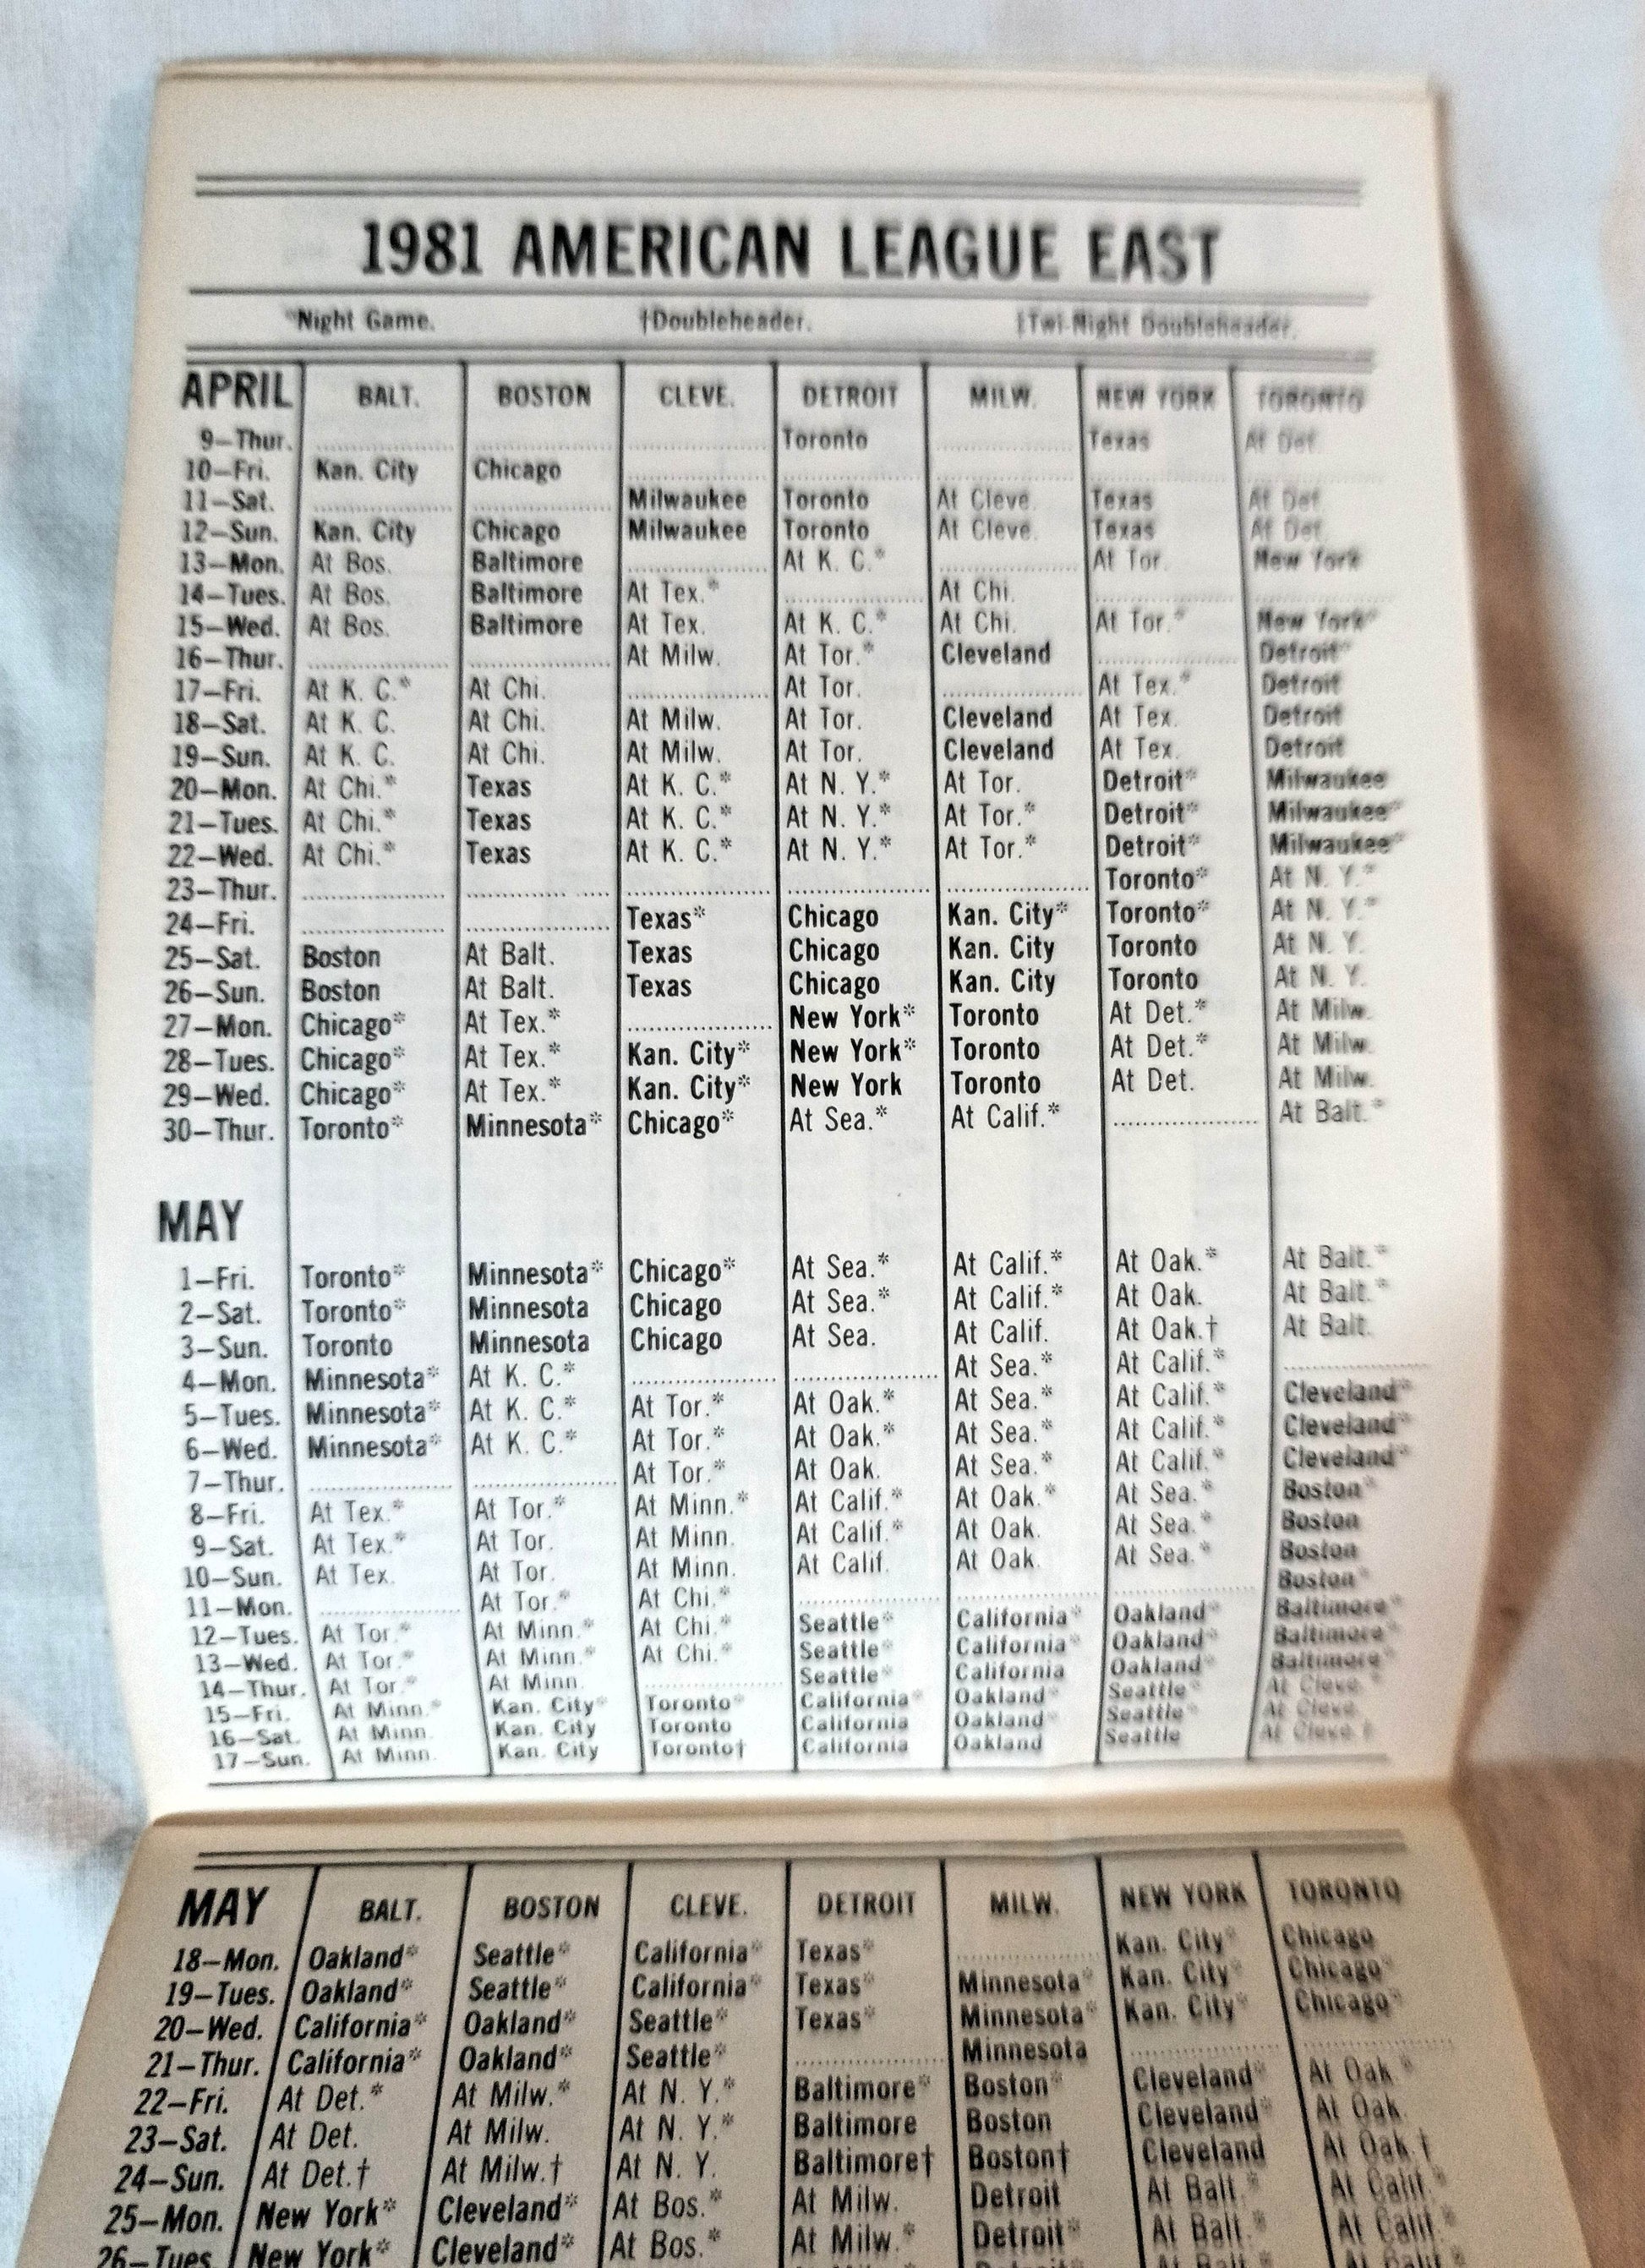 1981 AMERICAN LEAGUE EAST
*Night Game. †Doubleheader. ‡Twi-Night Doubleheader.
APRIL BALT. BOSTON CLEVE. DETROIT MILW. NEW YORK TORONTO
9–Thur. Toronto Texas At Det.
10–Fri. Kan. City Chicago
11–Sat. Milwaukee Toronto At Cleve. Texas At Det.
12–Sun. Kan. City Chicago Milwaukee Toronto At Cleve. Texas At Det.
13–Mon. At Bos. Baltimore At K. C.* At Tor. New York
14–Tues. At Bos. Baltimore At Tex.* At Chi.
15–Wed. At Bos. Baltimore At Tex. At K. C.* At Chi. At Tor.* New York*
16–Thur. At Milw. At Tor.* Cleveland Detroit*
17–Fri. At K. C.* At Chi. At Tor. At Tex.* Detroit
18–Sat. At K. C. At Chi. At Milw. At Tor. Cleveland At Tex. Detroit
19–Sun. At K. C. At Chi. At Milw. At Tor. Cleveland At Tex. Detroit
20–Mon. At Chi.* Texas At K. C.* At N. Y.* At Tor. Detroit* Milwaukee
21–Tues. At Chi.* Texas At K. C.* At N. Y.* At Tor.* Detroit* Milwaukee*
22–Wed. At Chi.* Texas At K. C.* At N. Y.* At Tor.* Detroit* Milwaukee*
23–Thur. Toronto* At N. Y.*
24–Fri. Texas* Chicago Kan. City* Toronto* At N. Y.*
25–Sat. Boston At Balt. Texas Chicago Kan. City Toronto At N. Y.
26–Sun. Boston At Balt. Texas Chicago Kan. City Toronto At N. Y.
27–Mon. Chicago* At Tex.* New York* Toronto At Det.* At Milw.
28–Tues. Chicago* At Tex.* Kan. City* New York* Toronto At Det.* At Milw.
29–Wed. Chicago* At Tex.* Kan. City* New York Toronto At Det. At Milw.
30–Thur. Toronto* Minnesota* Chicago* At Sea.* At Calif.* At Balt.*
MAY
1–Fri. Toronto* Minnesota* Chicago* At Sea.* At Calif.* At Oak.* At Balt.*
2–Sat. Toronto* Minnesota Chicago At Sea.* At Calif.* At Oak. At Balt.*
3–Sun. Toronto Minnesota Chicago At Sea. At Calif. At Oak.† At Balt.
4–Mon. Minnesota* At K. C.* At Sea.* At Calif.*
5–Tues. Minnesota* At K. C.* At Tor.* At Oak.* At Sea.* At Calif.* Cleveland*
6–Wed. Minnesota* At K. C.* At Tor.* At Oak.* At Sea.* At Calif.* Cleveland*
7–Thur. At Tor.* At Oak. At Sea.* At Calif.* Cleveland*
8–Fri. At Tex.* At Tor.* At Minn.* At Calif.* At Oak.* At Sea.* Boston*
9–Sat. At Tex.* At Tor. At Minn. At Calif.* At Oak. At Sea.* Boston
10–Sun. At Tex. At Tor. At Minn. At Calif. At Oak. At Sea.* Boston
11–Mon. At Tor.* At Chi.* Boston*
12–Tues. At Tor.* At Minn.* At Chi.* Seattle* California* Oakland* Baltimore*
13–Wed. At Tor.* At Minn.* At Chi.* Seattle* California* Oakland* Baltimore*
14–Thur. At Tor.* At Minn. Seattle* California Oakland* Baltimore*
15–Fri. At Minn.* Kan. City* Toronto* California* Oakland* Seattle* At Cleve.*
16–Sat. At Minn. Kan. City Toronto California Oakland* Seattle* At Cleve.
17–Sun. At Minn. Kan. City Toronto† California Oakland Seattle At Cleve.†
MAY BALT. BOSTON CLEVE. DETROIT MILW. NEW YORK TORONTO
18–Mon. Oakland* Seattle* California* Texas* Kan. City* Chicago
19–Tues. Oakland* Seattle* California* Texas* Minnesota* Kan. City* Chicago*
20–Wed. California* Oakland* Seattle* Texas* Minnesota* Kan. City* Chicago*
21–Thur. California* Oakland* Seattle* Minnesota
22–Fri. At Det.* At Milw.* At N. Y.* Baltimore* Boston* Cleveland* At Oak.*
23–Sat. At Det. At Milw. At N. Y.* Baltimore Boston Cleveland* At Oak.
24–Sun. At Det.† At Milw.† At N. Y. Baltimore† Boston† Cleveland At Oak.†
25–Mon. New York* Cleveland* At Bos.* At Milw. Detroit At Balt.* At Calif.*
26–Tues New York* Cleveland* At Bos.* At Milw.* Detroit* At Balt.* At Calif.*